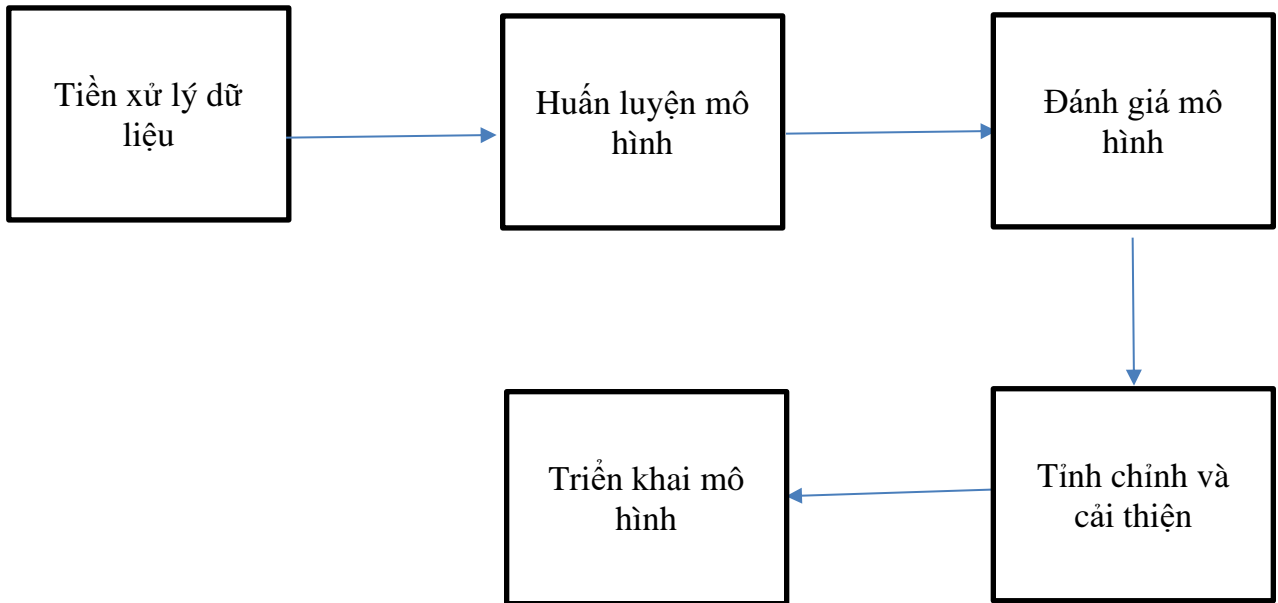 Tiền xử lý dữ
liệu
Huấn luyện mô
hình
Đánh giá mô
hình
Triển khai mô
hình
Tỉnh chỉnh và
cải thiện